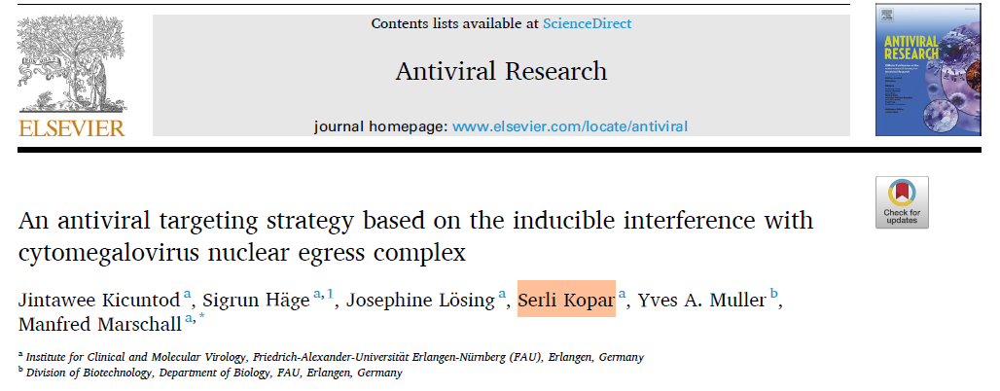 Contents lists available at ScienceDirect
Antiviral Research
journal homepage: www.elsevier.com/locate/antiviral
ELSEVIER
ANTIVIRAL
RESEARCH
Check for
updates
An antiviral targeting strategy based on the inducible interference with
cytomegalovirus nuclear egress complex
Jintawee Kicuntod a, Sigrun Häge a,1, Josephine Lösing a, Serli Kopar a, Yves A. Muller b,
Manfred Marschall a,*
a Institute for Clinical and Molecular Virology, Friedrich-Alexander-Universität Erlangen-Nürnberg (FAU), Erlangen, Germany
b Division of Biotechnology, Department of Biology, FAU, Erlangen, Germany